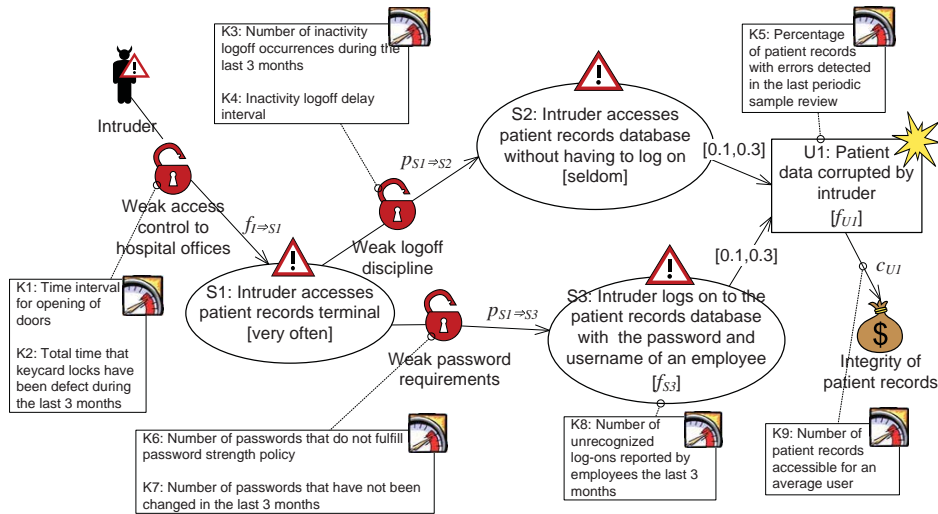 K3: Number of inactivity
logoff occurrences during the
last 3 months
K4: Inactivity logoff delay
interval
K5: Percentage
of patient records
with errors detected
in the last periodic
sample review
Intruder
S2: Intruder accesses
patient records database
without having to log on
[seldom]
[0.1,0.3]
U1: Patient
data corrupted by
intruder
[fU1]
pS1⇒S2
Weak access
control to
hospital offices
fI⇒S1
Weak logoff
discipline
[0.1,0.3]
cU1
K1: Time interval
for opening of
doors
K2: Total time that
keycard locks have
been defect during
the last 3 months
S1: Intruder accesses
patient records terminal
[very often]
pS1⇒S3
S3: Intruder logs on to the
patient records database
with the password and
username of an employee
[fS3]
$
Weak password
requirements
Integrity of
patient records
K6: Number of passwords that do not fulfill
password strength policy
K7: Number of passwords that have not been
changed in the last 3 months
K8: Number of
unrecognized
log-ons reported by
employees the last 3
months
K9: Number of
patient records
accessible for an
average user